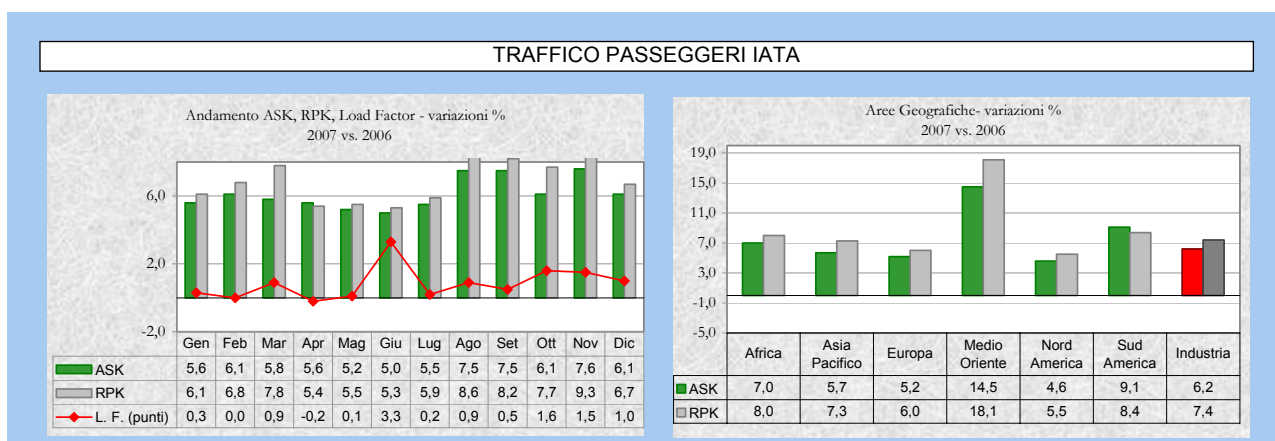 TRAFFICO PASSEGGERI IATA
Andamento ASK, RPK, Load Factor - variazioni %
2007 vs. 2006
6,0
2,0
-2,0
Gen Feb Mar Apr Mag Giu Lug Ago Set Ott Nov Dic
ASK 5,6 6,1 5,8 5,6 5,2 5,0 5,5 7,5 7,5 6,1 7,6 6,1
RPK 6,1 6,8 7,8 5,4 5,5 5,3 5,9 8,6 8,2 7,7 9,3 6,7
L. F. (punti) 0,3 0,0 0,9 -0,2 0,1 3,3 0,2 0,9 0,5 1,6 1,5 1,0
Aree Geografiche- variazioni %
2007 vs. 2006
19,0
15,0
11,0
7,0
3,0
-1,0
-5,0
Africa Asia Pacifico Europa Medio Oriente Nord America Sud America Industria
ASK 7,0 5,7 5,2 14,5 4,6 9,1 6,2
RPK 8,0 7,3 6,0 18,1 5,5 8,4 7,4